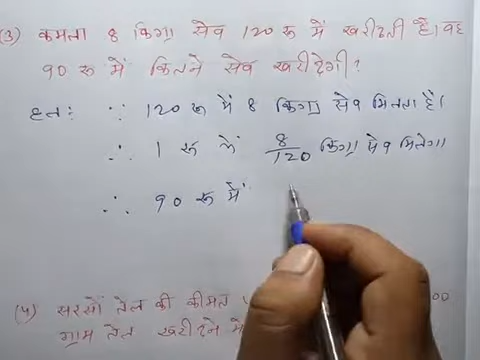 (3) कमला 8 किग्रा सेव 120 रू में खरीदती है। वह
90 रू में कितने सेव खरीदेगी?
हल: ∵ 120 रू में 8 किग्रा सेव मिलता है।
∴ 1 रू में 8/120 किग्रा सेव मिलेगा
∴ 90 रू में
(4) सरसों तेल की कीमत 00
ग्राम तेल खरीदने में